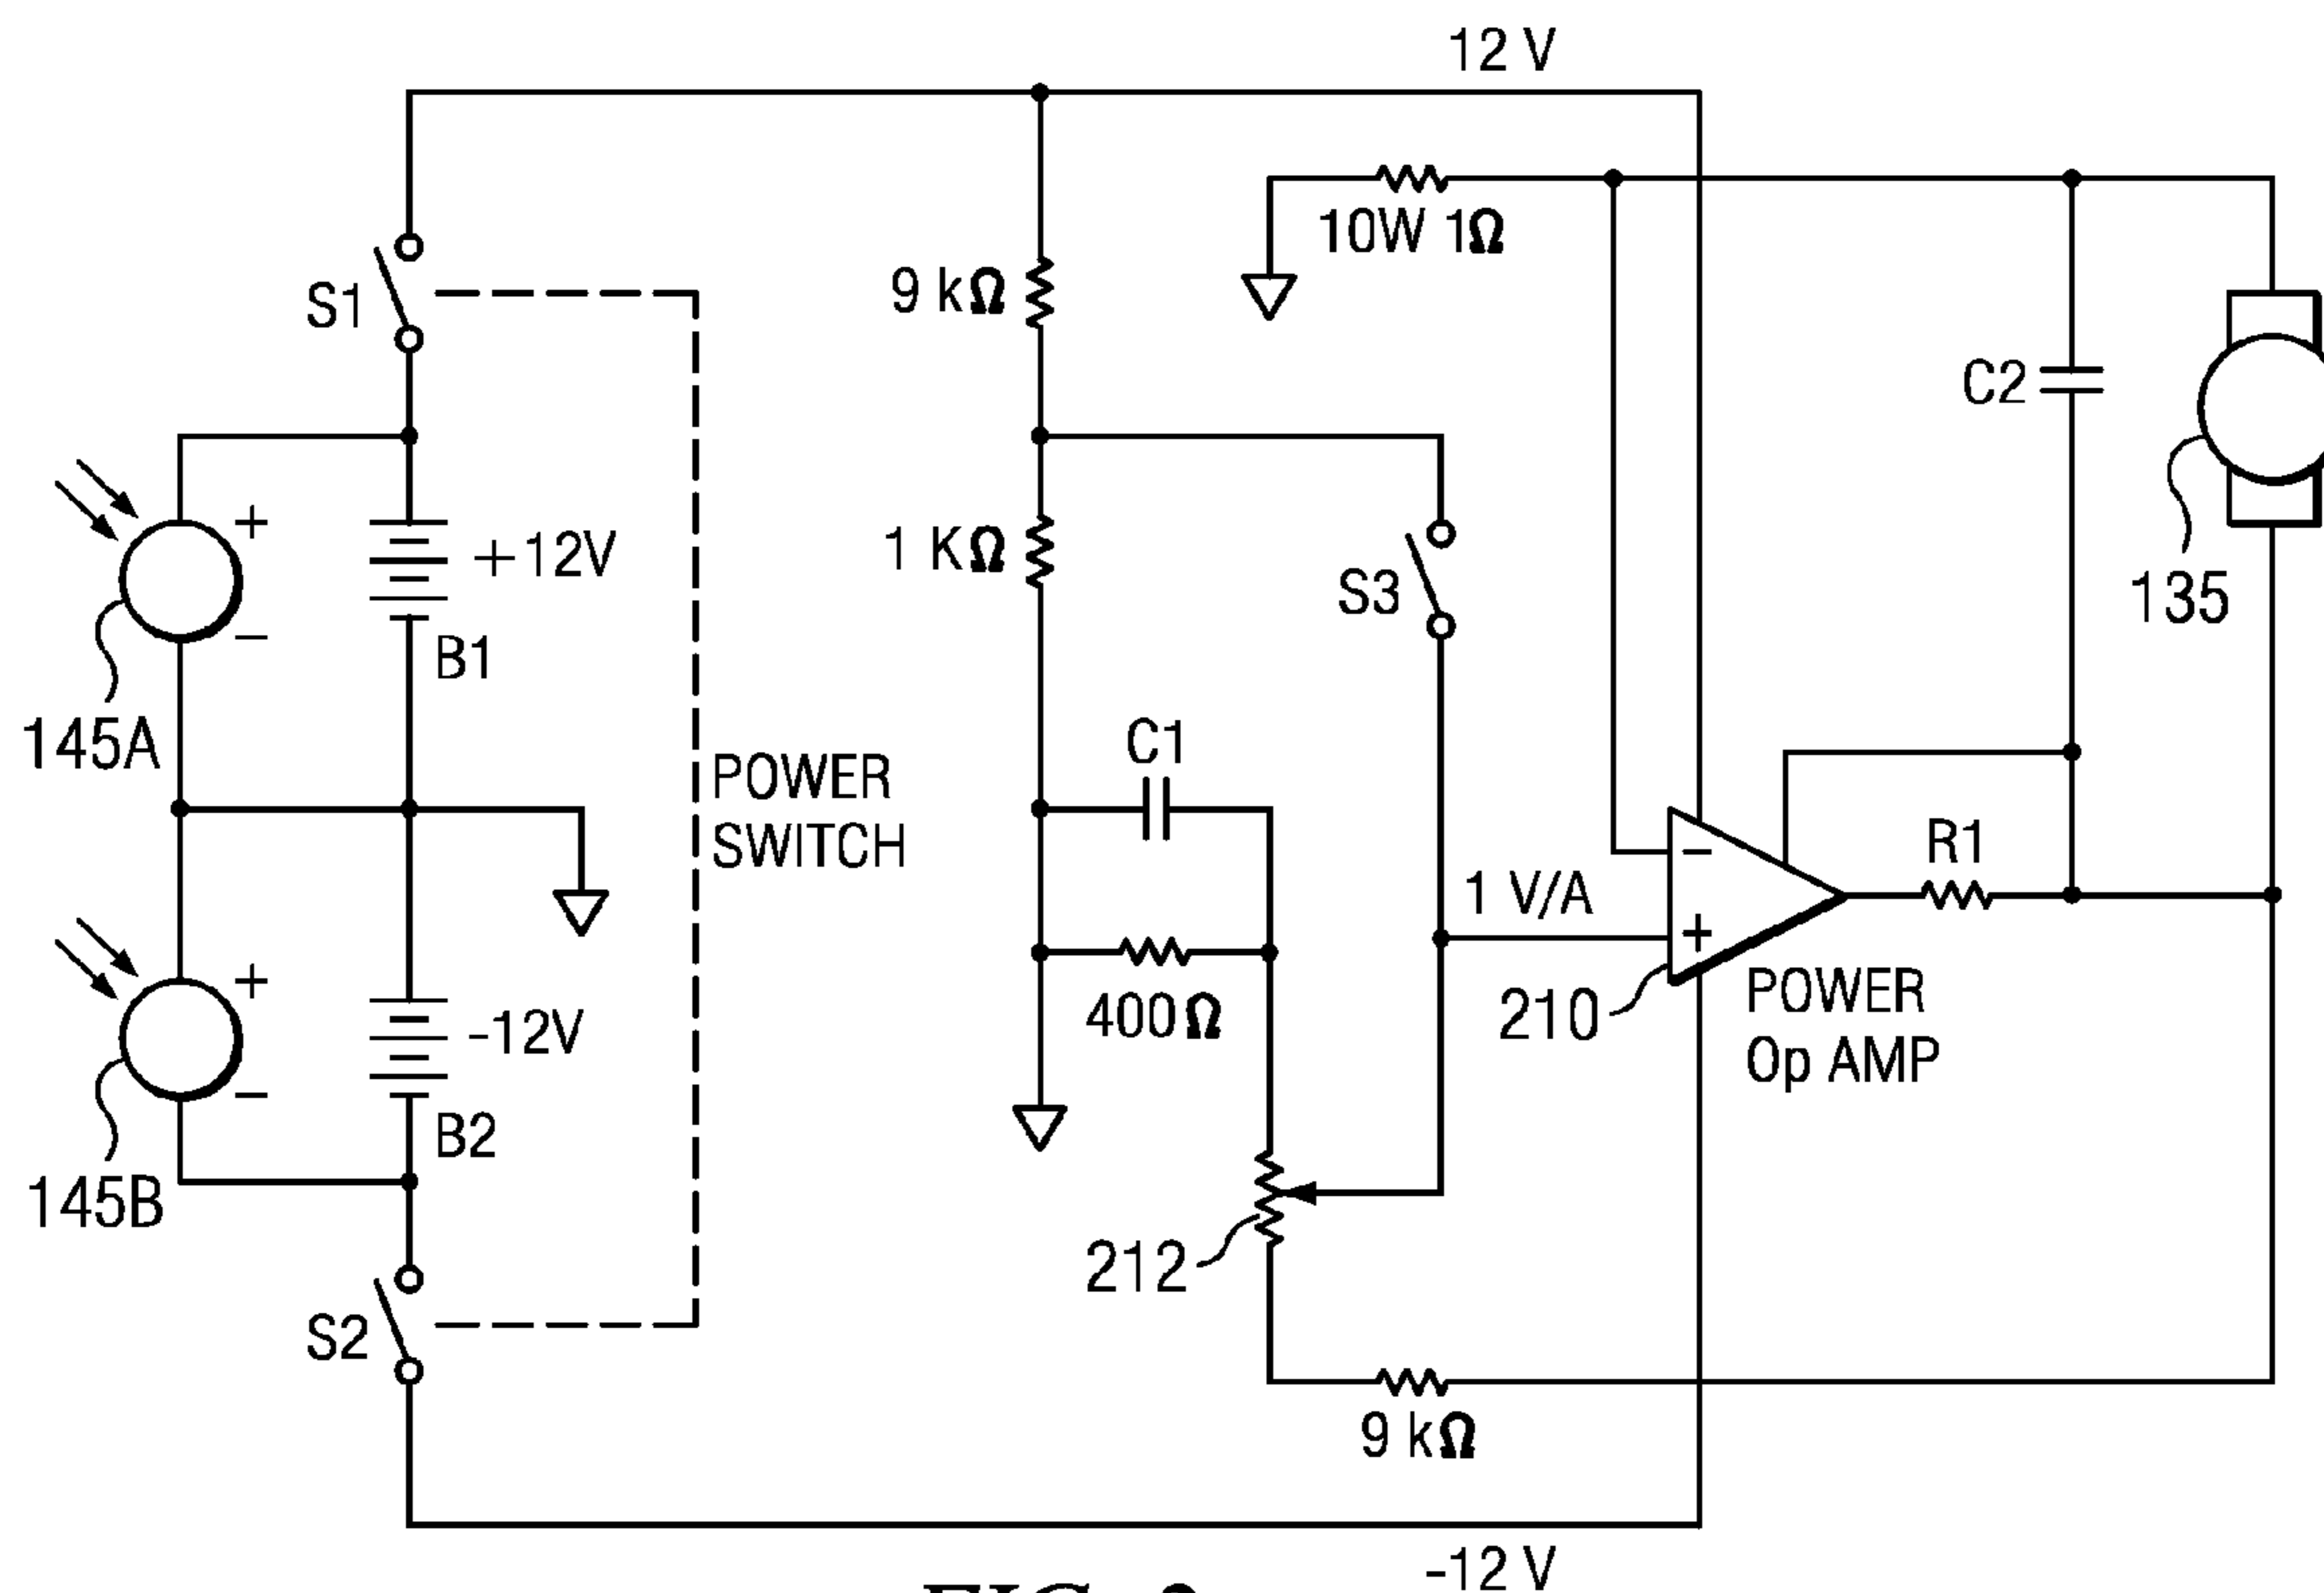 12 V
10W 1Ω
9 kΩ
S1
C2
+
+12V
1 KΩ
S3
135
−
B1
145A
C1
POWER
SWITCH
R1
−
1 V/A
+
+
-12V
400Ω
210
POWER
Op AMP
−
B2
145B
212
S2
9 kΩ
-12 V